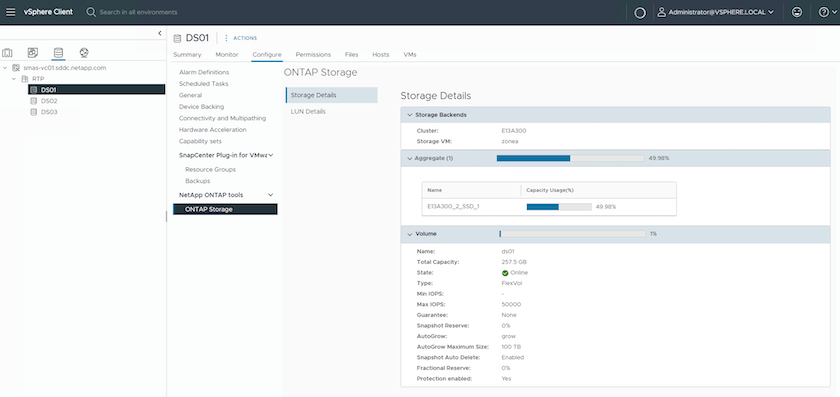 vSphere Client
Search in all environments
Administrator@VSPHERE.LOCAL
DS01
ACTIONS
Summary Monitor Configure Permissions Files Hosts VMs
smas-vc01.sddc.netapp.com
RTP
DS01
DS02
DS03
Alarm Definitions
Scheduled Tasks
General
Device Backing
Connectivity and Multipathing
Hardware Acceleration
Capability sets
SnapCenter Plug-in for VMwa
Resource Groups
Backups
NetApp ONTAP tools
ONTAP Storage
ONTAP Storage
Storage Details
LUN Details
Storage Details
Storage Backends
Cluster: E13A300
Storage VM: zonea
Aggregate (1) 49.98%
Name Capacity Usage(%)
E13A300_2_SSD_1 49.98%
Volume 1%
Name: ds01
Total Capacity: 257.5 GB
State: Online
Type: FlexVol
Min IOPS: -
Max IOPS: 50000
Guarantee: None
Snapshot Reserve: 0%
AutoGrow: grow
AutoGrow Maximum Size: 100 TB
Snapshot Auto Delete: Enabled
Fractional Reserve: 0%
Protection enabled: Yes